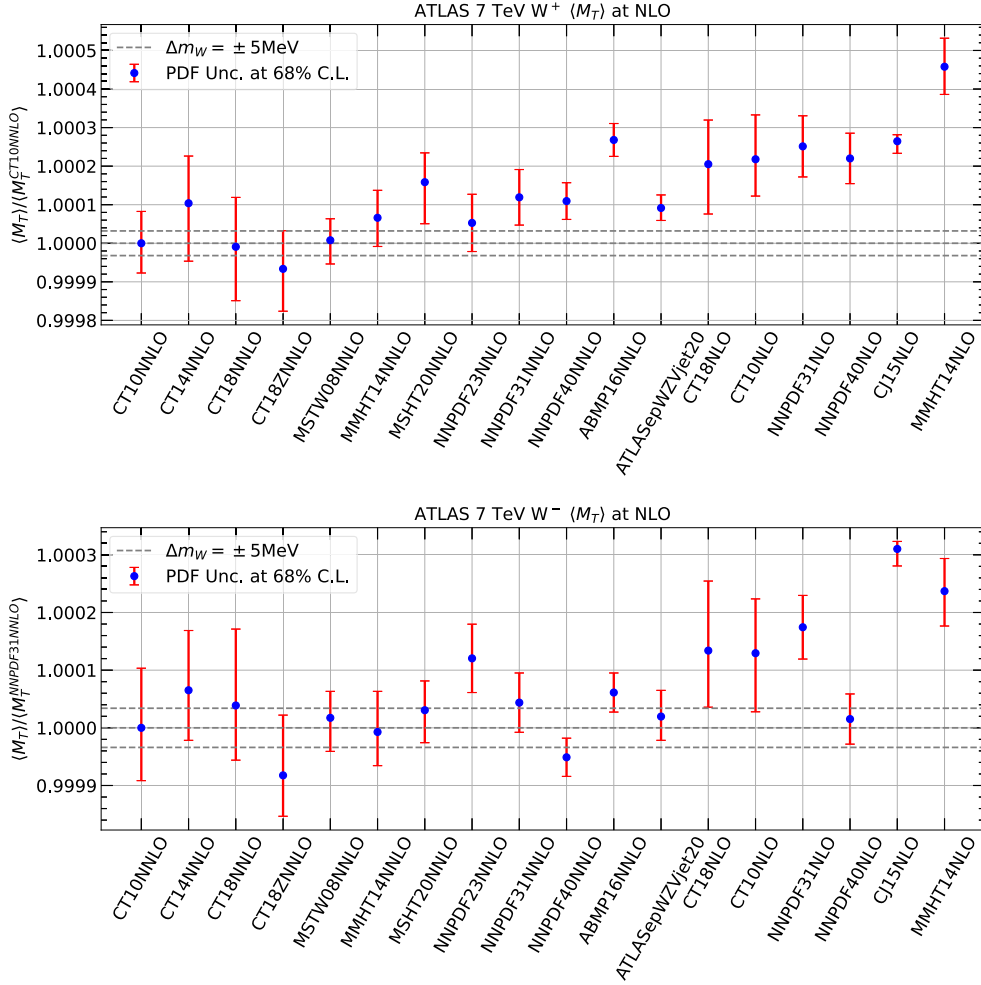 ATLAS 7 TeV W⁺ ⟨M_T⟩ at NLO
Δm_W = ± 5MeV
PDF Unc. at 68% C.L.
⟨M_T⟩/⟨M_T^CT10NNLO⟩
1.0005
1.0004
1.0003
1.0002
1.0001
1.0000
0.9999
0.9998
CT10NNLO
CT14NNLO
CT18NNLO
CT18ZNNLO
MSTW08NNLO
MMHT14NNLO
MSHT20NNLO
NNPDF23NNLO
NNPDF31NNLO
NNPDF40NNLO
ABMP16NNLO
ATLASepWZVjet20
CT18NLO
CT10NLO
NNPDF31NLO
NNPDF40NLO
CJ15NLO
MMHT14NLO
ATLAS 7 TeV W⁻ ⟨M_T⟩ at NLO
Δm_W = ± 5MeV
PDF Unc. at 68% C.L.
⟨M_T⟩/⟨M_T^NNPDF31NNLO⟩
1.0003
1.0002
1.0001
1.0000
0.9999
CT10NNLO
CT14NNLO
CT18NNLO
CT18ZNNLO
MSTW08NNLO
MMHT14NNLO
MSHT20NNLO
NNPDF23NNLO
NNPDF31NNLO
NNPDF40NNLO
ABMP16NNLO
ATLASepWZVjet20
CT18NLO
CT10NLO
NNPDF31NLO
NNPDF40NLO
CJ15NLO
MMHT14NLO